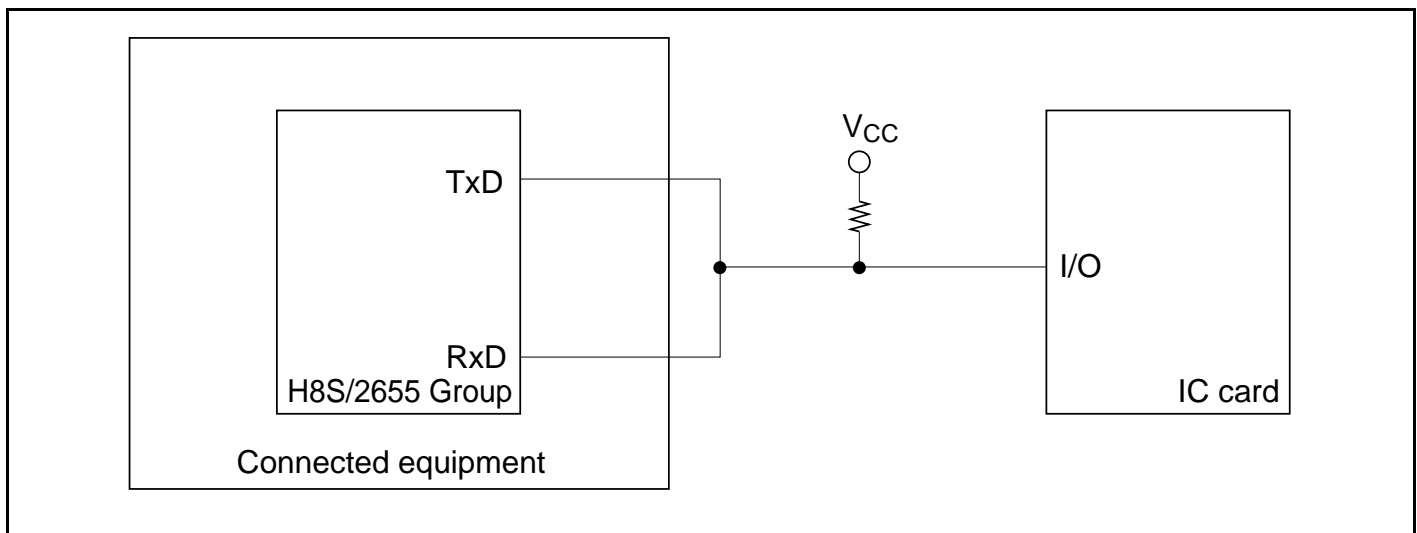 VCC
TxD
I/O
RxD
H8S/2655 Group
IC card
Connected equipment